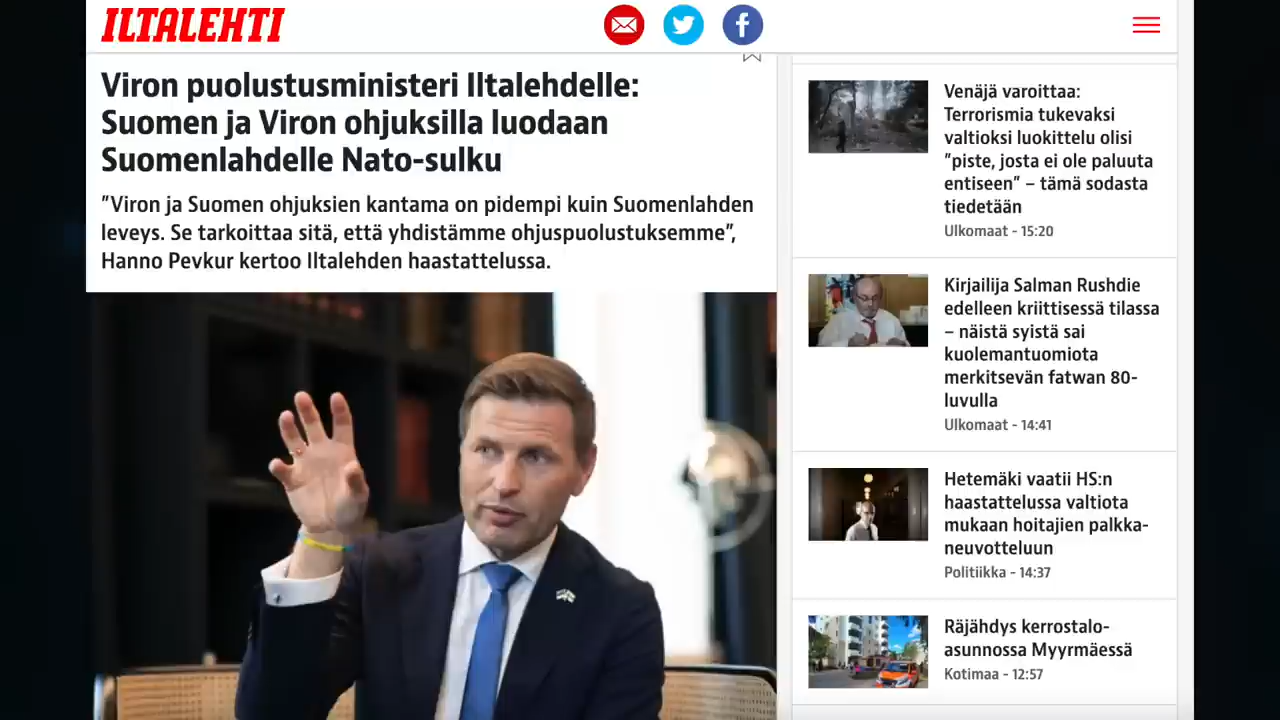 ILTALEHTI
Viron puolustusministeri Iltalehdelle:
Suomen ja Viron ohjuksilla luodaan
Suomenlahdelle Nato-sulku
”Viron ja Suomen ohjuksien kantama on pidempi kuin Suomenlahden
leveys. Se tarkoittaa sitä, että yhdistämme ohjuspuolustuksemme”,
Hanno Pevkur kertoo Iltalehden haastattelussa.
Venäjä varoittaa:
Terrorismia tukevaksi
valtioksi luokittelu olisi
”piste, josta ei ole paluuta
entiseen” – tämä sodasta
tiedetään
Ulkomaat - 15:20
Kirjailija Salman Rushdie
edelleen kriittisessä tilassa
– näistä syistä sai
kuolemantuomiota
merkitsevän fatwan 80-
luvulla
Ulkomaat - 14:41
Hetemäki vaatii HS:n
haastattelussa valtiota
mukaan hoitajien palkka-
neuvotteluun
Politiikka - 14:37
Räjähdys kerrostalo-
asunnossa Myyrmäessä
Kotimaa - 12:57